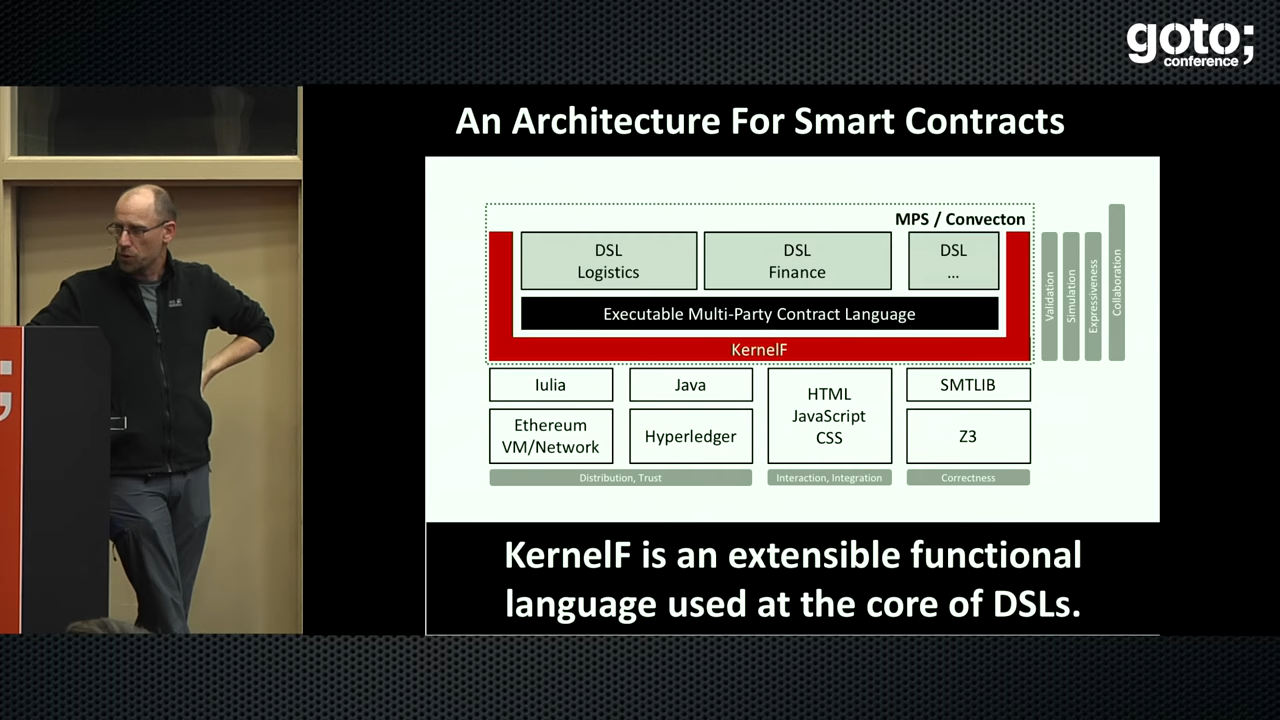 goto;
conference
An Architecture For Smart Contracts
MPS / Convecton
DSL
Logistics
DSL
Finance
DSL
...
Executable Multi-Party Contract Language
KernelF
Validation
Simulation
Expressiveness
Collaboration
Iulia
Java
HTML
JavaScript
CSS
SMTLIB
Ethereum
VM/Network
Hyperledger
Z3
Distribution, Trust
Interaction, Integration
Correctness
KernelF is an extensible functional
language used at the core of DSLs.